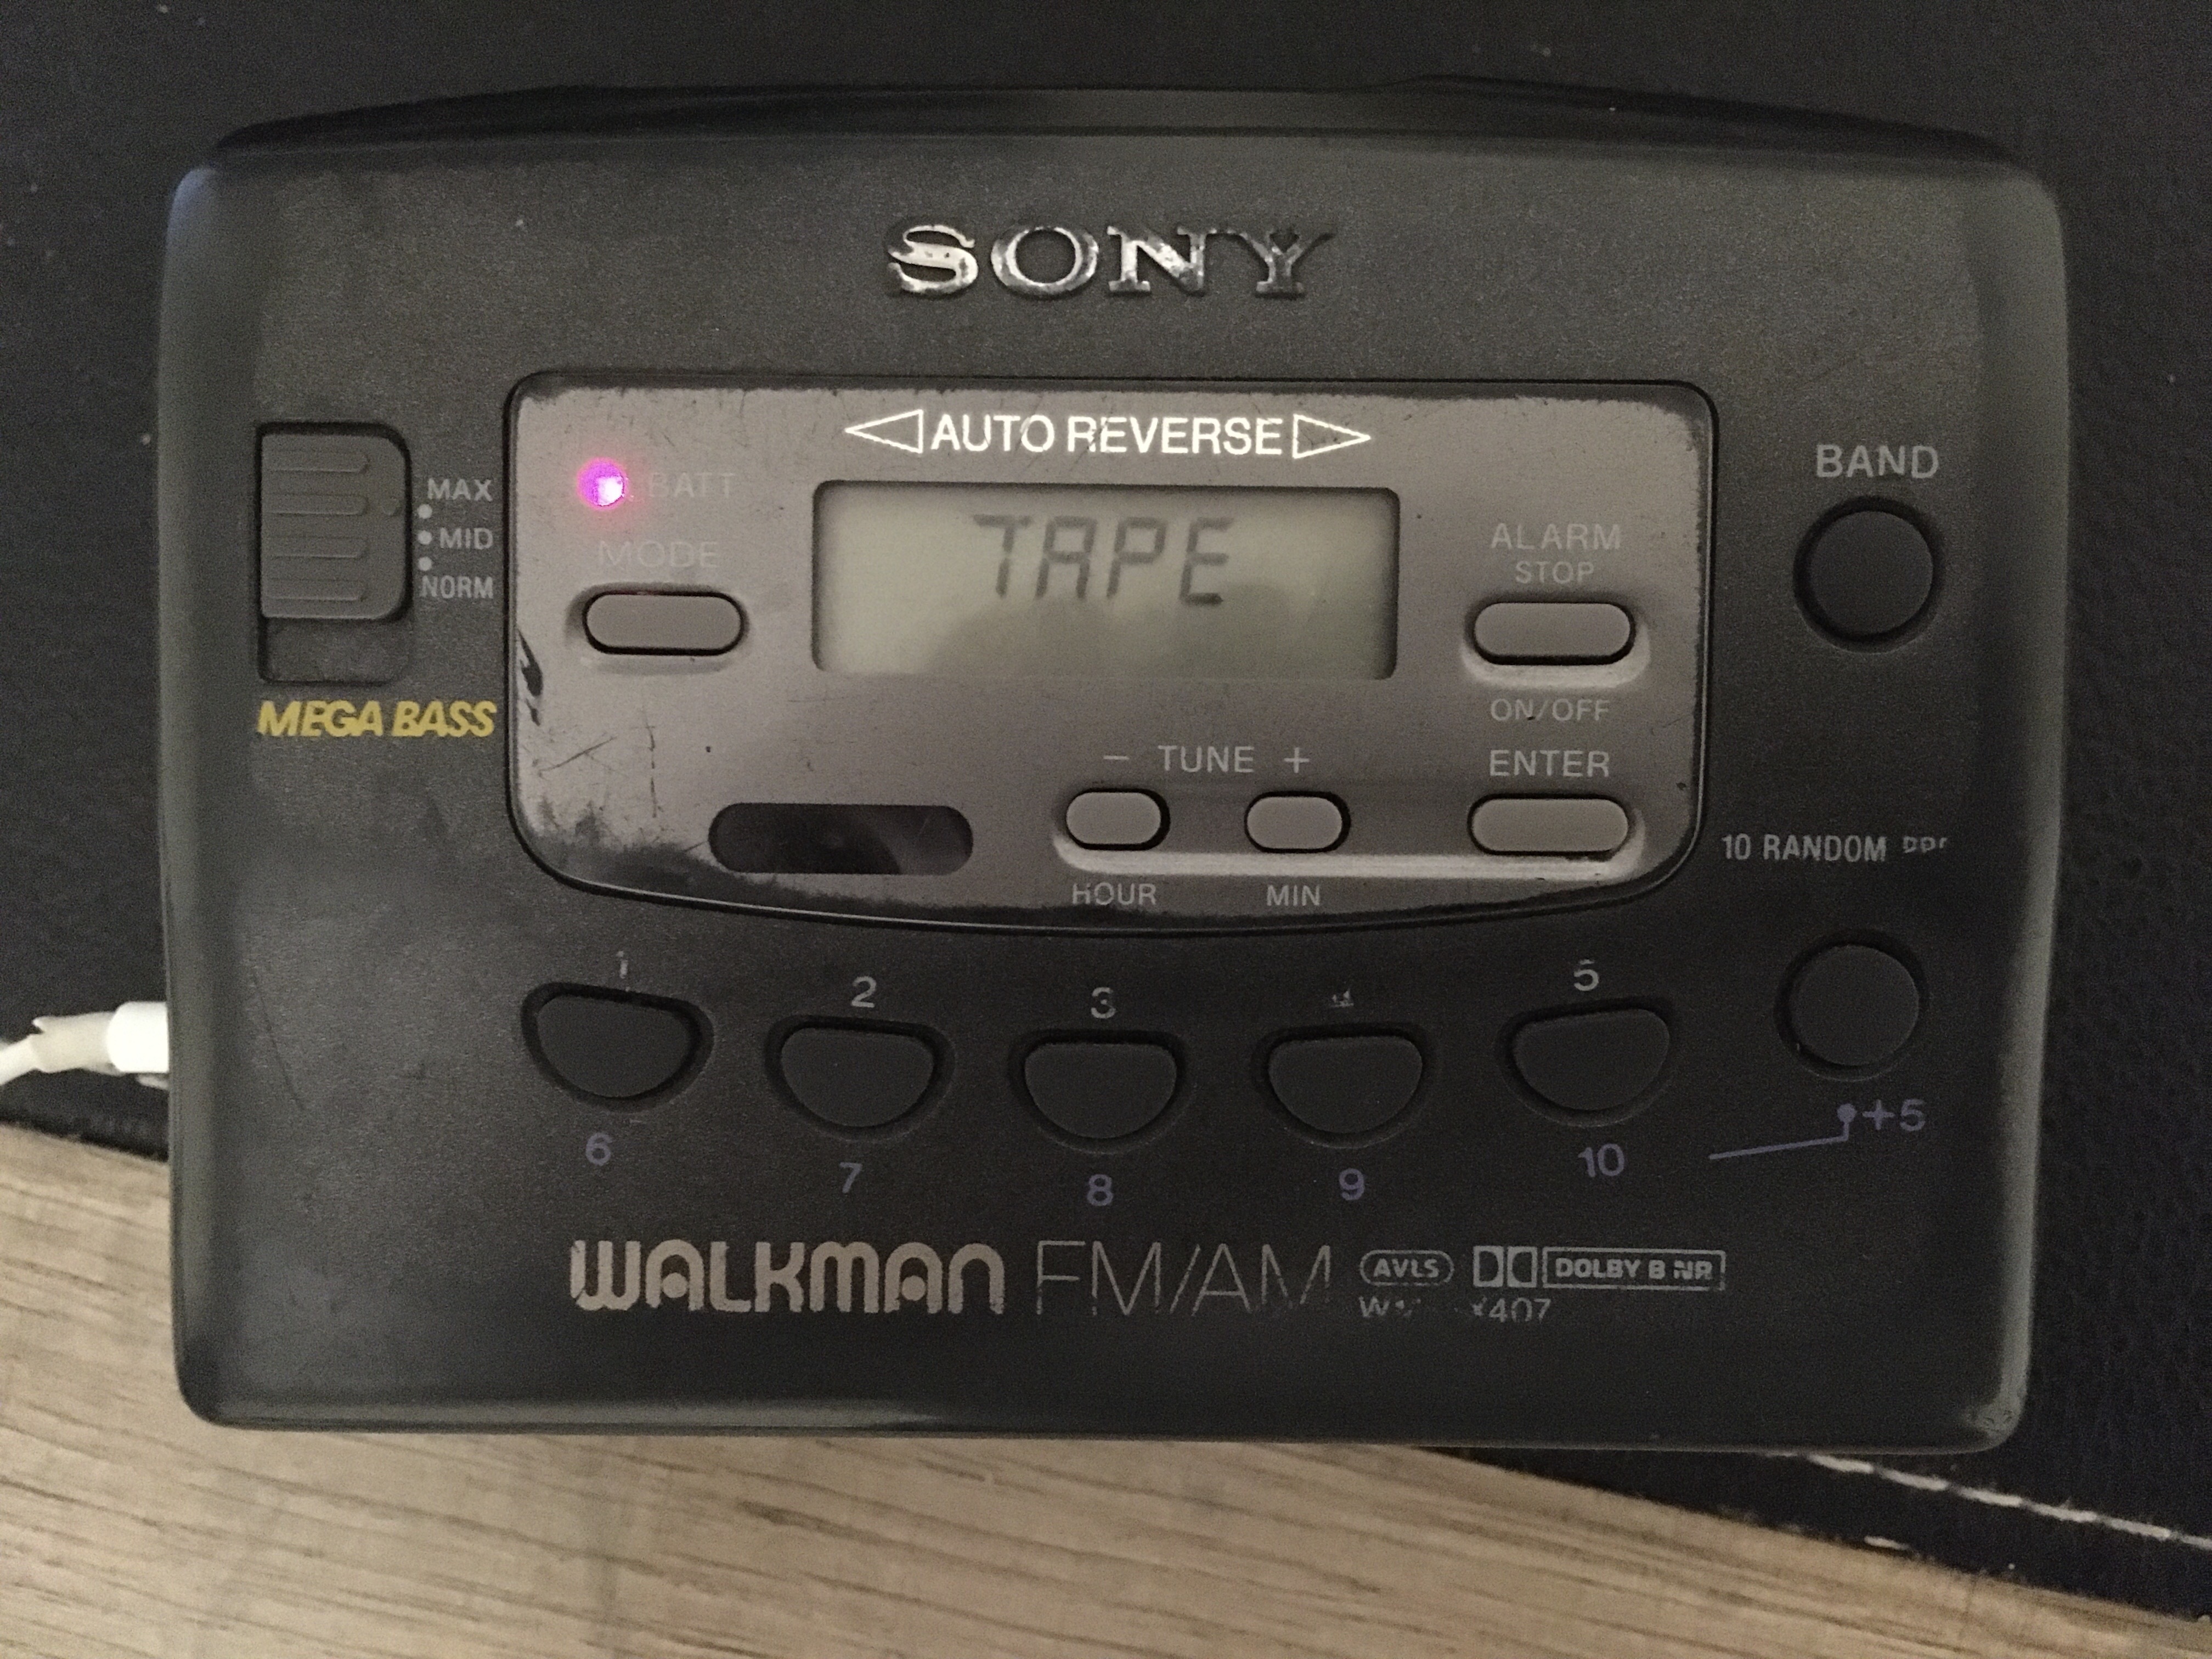 SONY
◁AUTO REVERSE▷
BATT
MAX
MID
NORM
MODE
TAPE
ALARM
STOP
BAND
ON/OFF
MEGA BASS
− TUNE +
ENTER
HOUR
MIN
10 RANDOM
1 2 3 5
6 7 8 9 10 +5
WALKMAN FM/AM AVLS DOLBY B NR